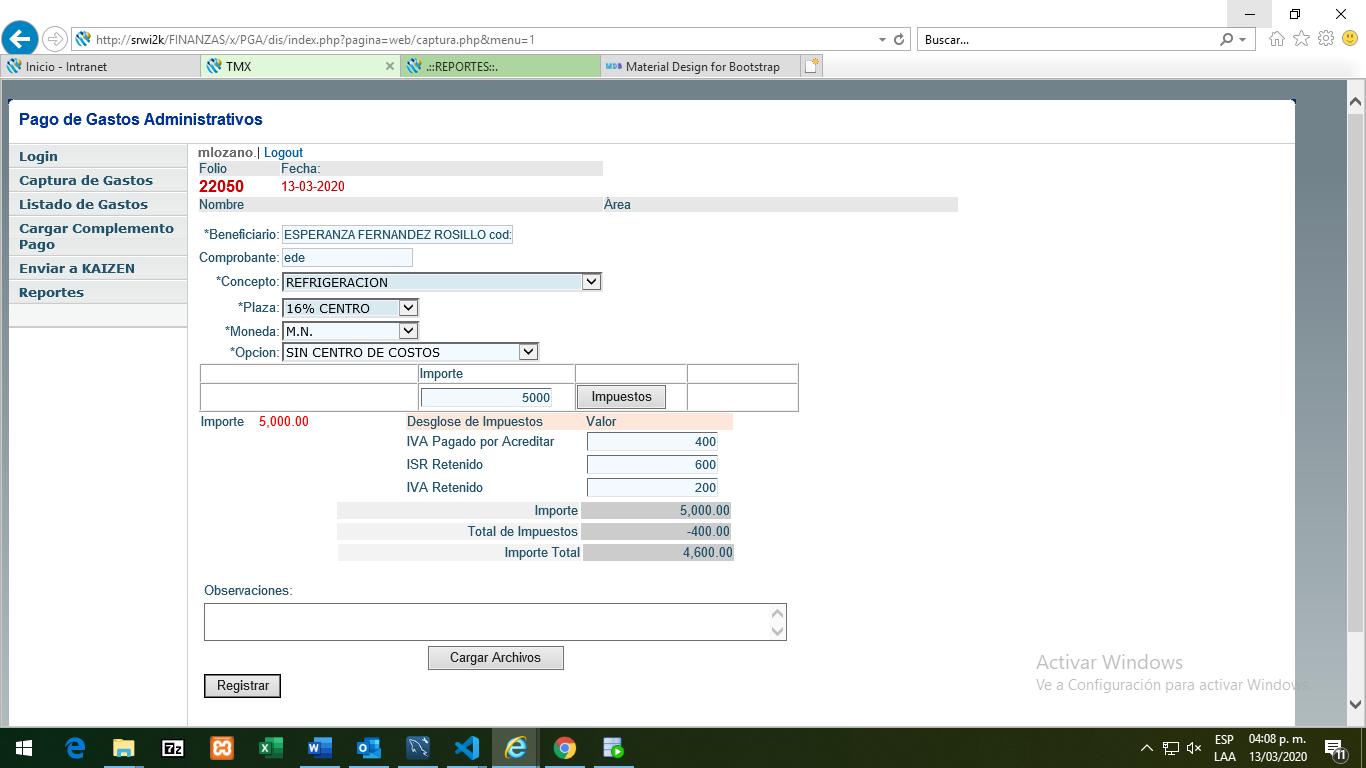 http://srwi2k/FINANZAS/x/PGA/dis/index.php?pagina=web/captura.php&menu=1
Buscar...
Inicio - Intranet
TMX
.::REPORTES::.
MDB Material Design for Bootstrap
Pago de Gastos Administrativos
Login
Captura de Gastos
Listado de Gastos
Cargar Complemento
Pago
Enviar a KAIZEN
Reportes
mlozano.| Logout
Folio Fecha:
22050 13-03-2020
Nombre Área
*Beneficiario: ESPERANZA FERNANDEZ ROSILLO cod:
Comprobante: ede
*Concepto: REFRIGERACION
*Plaza: 16% CENTRO
*Moneda: M.N.
*Opcion: SIN CENTRO DE COSTOS
Importe
5000 Impuestos
Importe 5,000.00 Desglose de Impuestos Valor
IVA Pagado por Acreditar 400
ISR Retenido 600
IVA Retenido 200
Importe 5,000.00
Total de Impuestos -400.00
Importe Total 4,600.00
Observaciones:
Cargar Archivos
Registrar
Activar Windows
Ve a Configuración para activar Windows.
7z
ESP 04:08 p. m.
LAA 13/03/2020
11